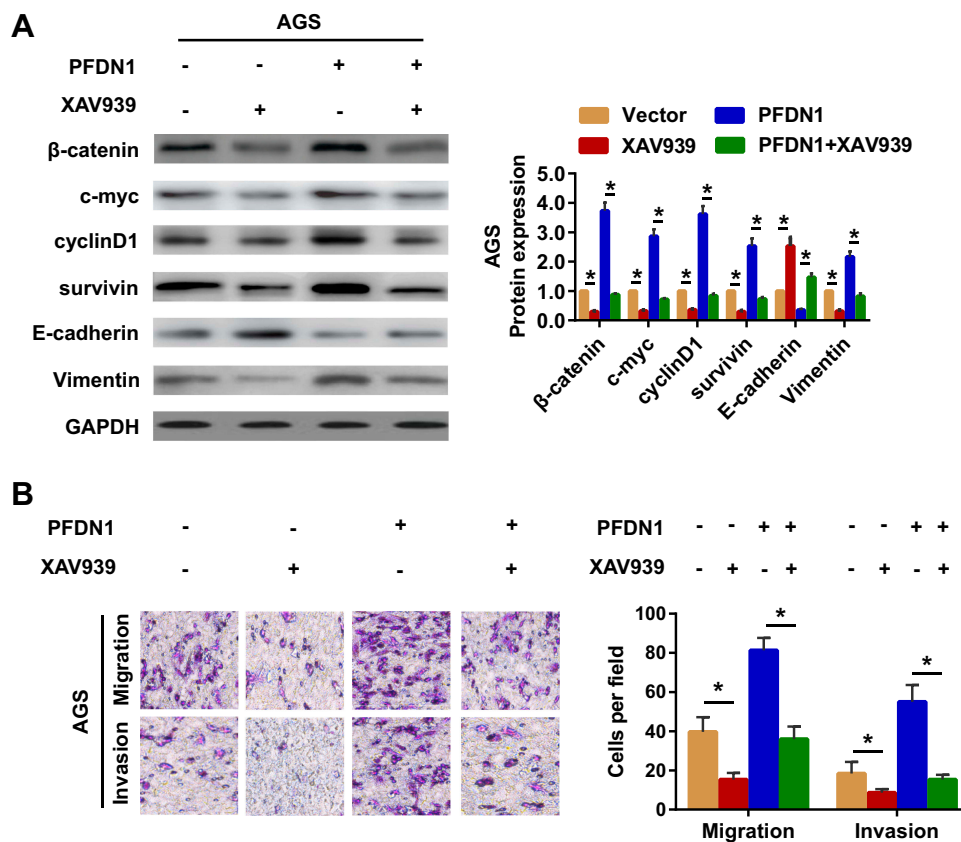 A
AGS
PFDN1 - - + +
XAV939 - + - +
β-catenin
c-myc
cyclinD1
survivin
E-cadherin
Vimentin
GAPDH
Vector PFDN1
XAV939 PFDN1+XAV939
AGS
Protein expression
5.0
4.0
3.0
2.0
1.0
0.0
* * * * * * * * * * * *
β-catenin
c-myc
cyclinD1
survivin
E-cadherin
Vimentin
B
PFDN1 - - + +
XAV939 - + - +
AGS
Migration
Invasion
PFDN1 - - + + - - + +
XAV939 - + - + - + - +
Cells per field
100
80
60
40
20
0
* * * *
Migration Invasion